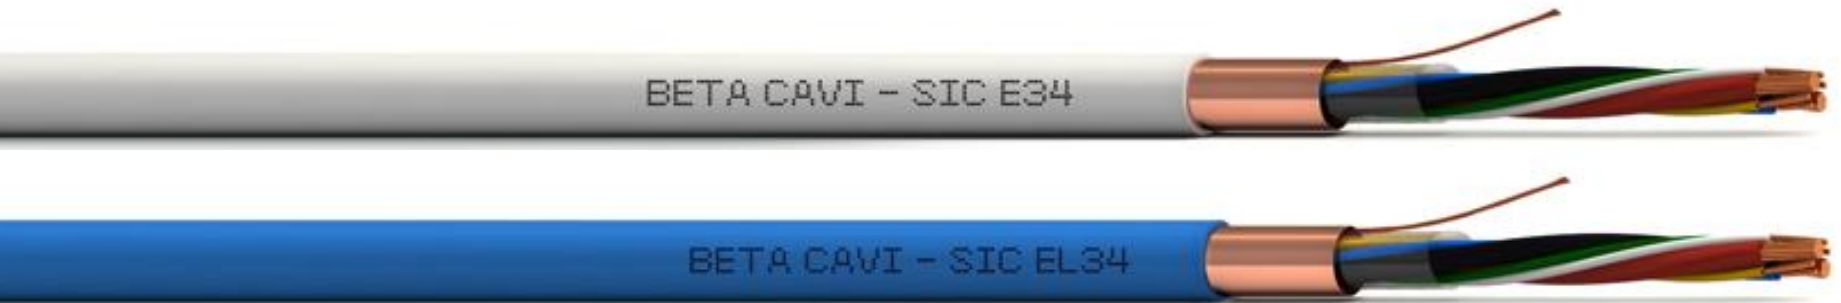 BETA CAVI - SIC E34
BETA CAVI - SIC EL34